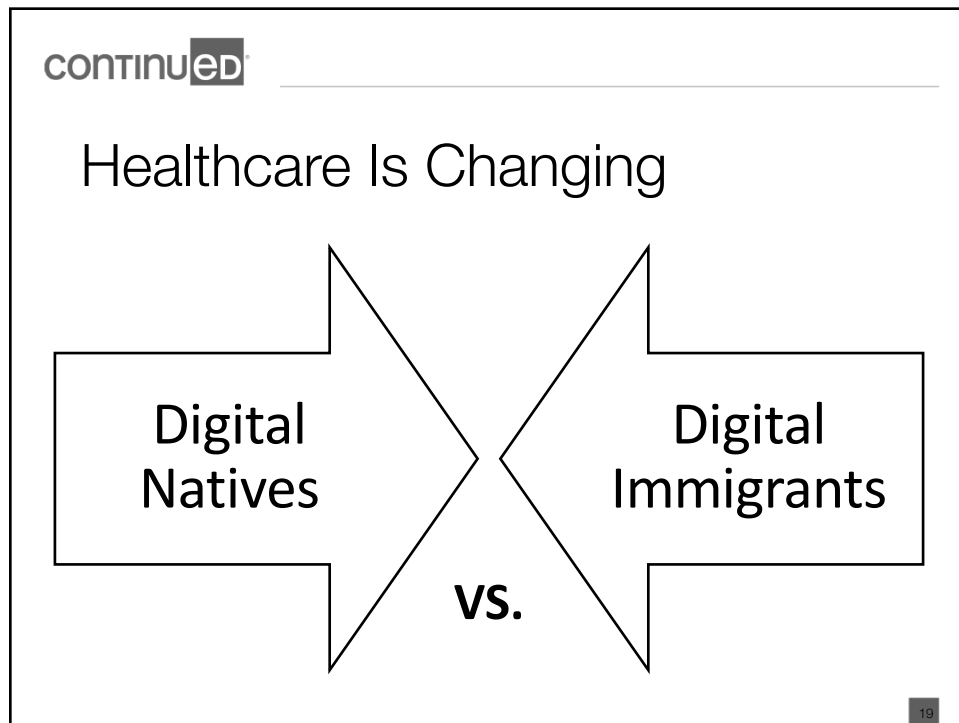 continued
Healthcare Is Changing
Digital
Natives
Digital
Immigrants
VS.
19